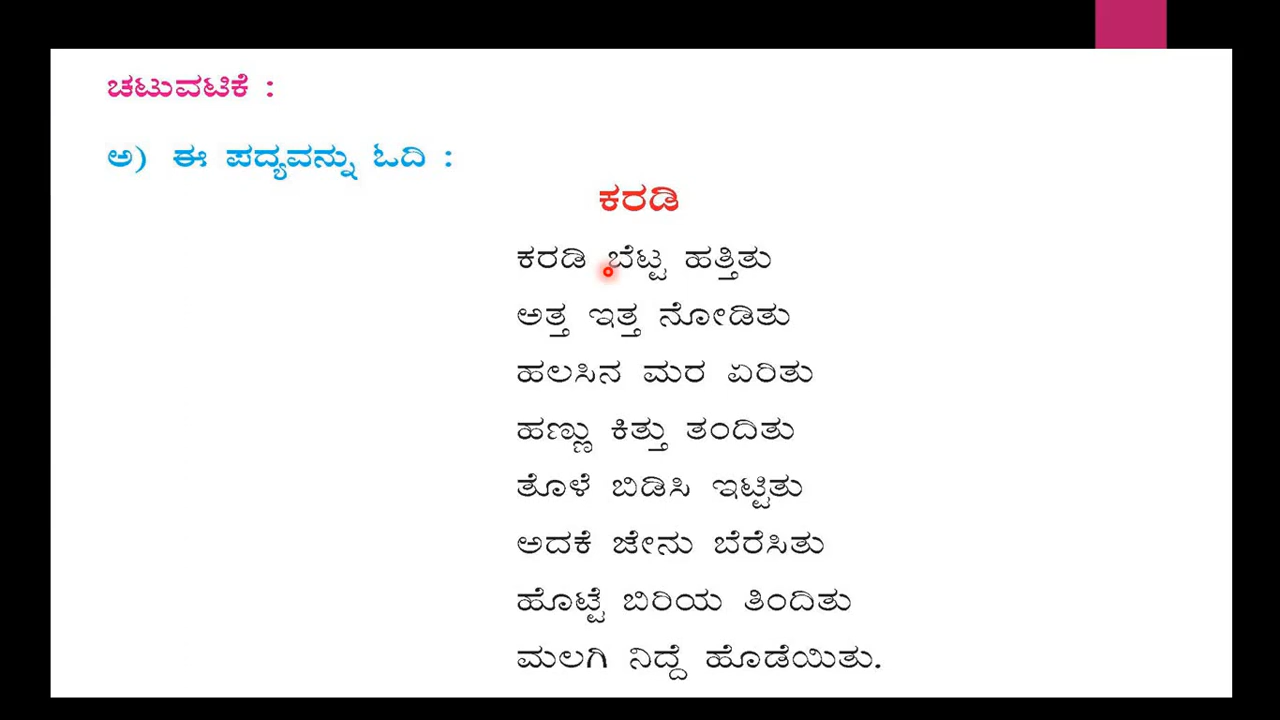 ಚಟುವಟಿಕೆ :
ಅ) ಈ ಪದ್ಯವನ್ನು ಓದಿ :
ಕರಡಿ
ಕರಡಿ ಬೆಟ್ಟ ಹತ್ತಿತು
ಅತ್ತ ಇತ್ತ ನೋಡಿತು
ಹಲಸಿನ ಮರ ಏರಿತು
ಹಣ್ಣು ಕಿತ್ತು ತಂದಿತು
ತೊಳೆ ಬಿಡಿಸಿ ಇಟ್ಟಿತು
ಅದಕೆ ಜೇನು ಬೆರೆಸಿತು
ಹೊಟ್ಟೆ ಬಿರಿಯ ತಿಂದಿತು
ಮಲಗಿ ನಿದ್ದೆ ಹೊಡೆಯಿತು.